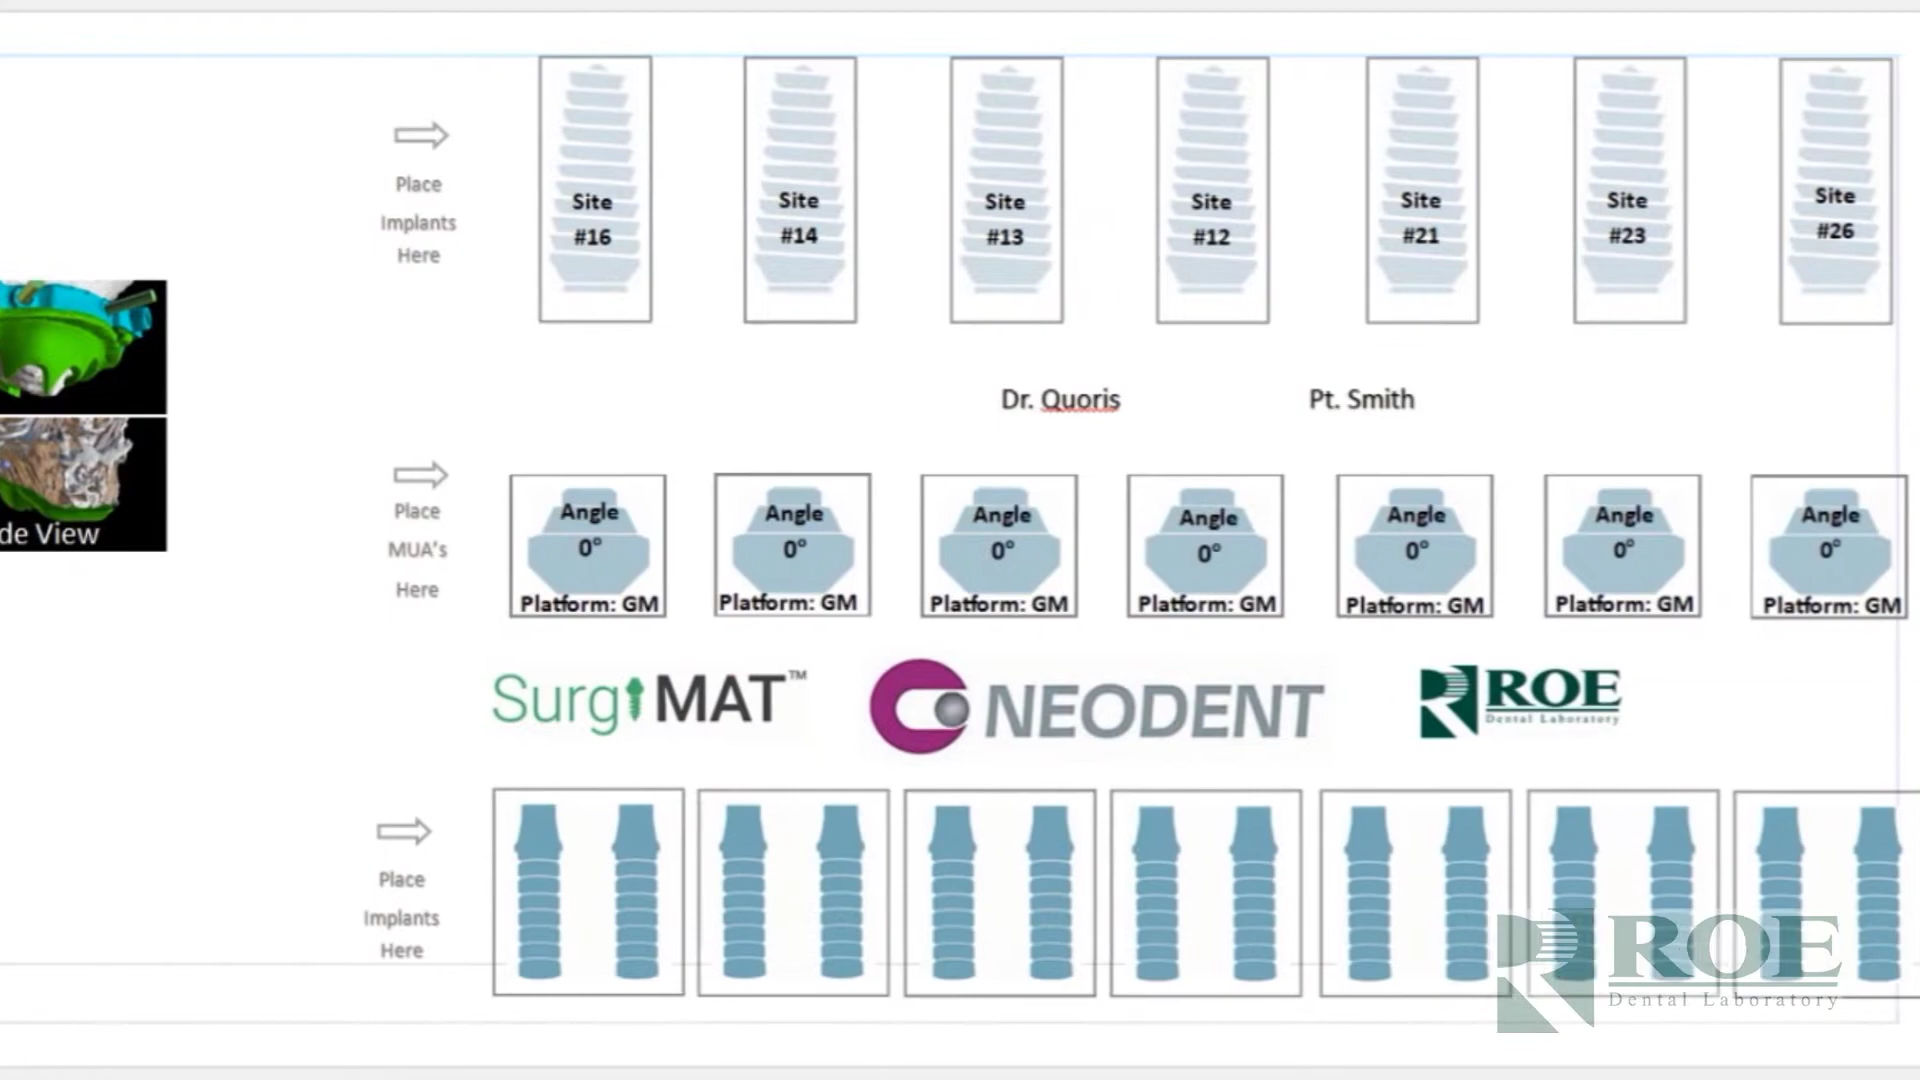 Place
Implants
Here
Site
#16
Site
#14
Site
#13
Site
#12
Site
#21
Site
#23
Site
#26
Dr. Quoris
Pt. Smith
de View
Place
MUA's
Here
Angle
0°
Platform: GM
Angle
0°
Platform: GM
Angle
0°
Platform: GM
Angle
0°
Platform: GM
Angle
0°
Platform: GM
Angle
0°
Platform: GM
Angle
0°
Platform: GM
SurgiMAT™
NEODENT
ROE
Dental Laboratory
Place
Implants
Here
ROE
Dental Laboratory